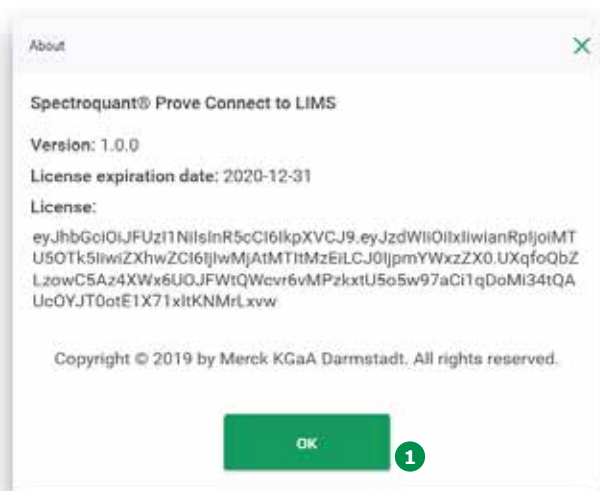 About
Spectroquant® Prove Connect to LIMS
Version: 1.0.0
License expiration date: 2020-12-31
License:
eyJhbGciOiJFUzI1NiIsInR5cCI6IkpXVCJ9.eyJzdWIiOiIxIiwianRpIjoiMT
U5OTk5IiwiZXhwZCI6IjIwMjAtMTItMzEiLCJ0IjpmYWxzZX0.UXqfoQbZ
LzowC5Az4XWx6UOJFWtQWcvr6vMPzkxtU5o5w97aCi1qDoMi34tQA
UcOYJT0otE1X71xltKNMrLxvw
Copyright © 2019 by Merck KGaA Darmstadt. All rights reserved.
OK
1